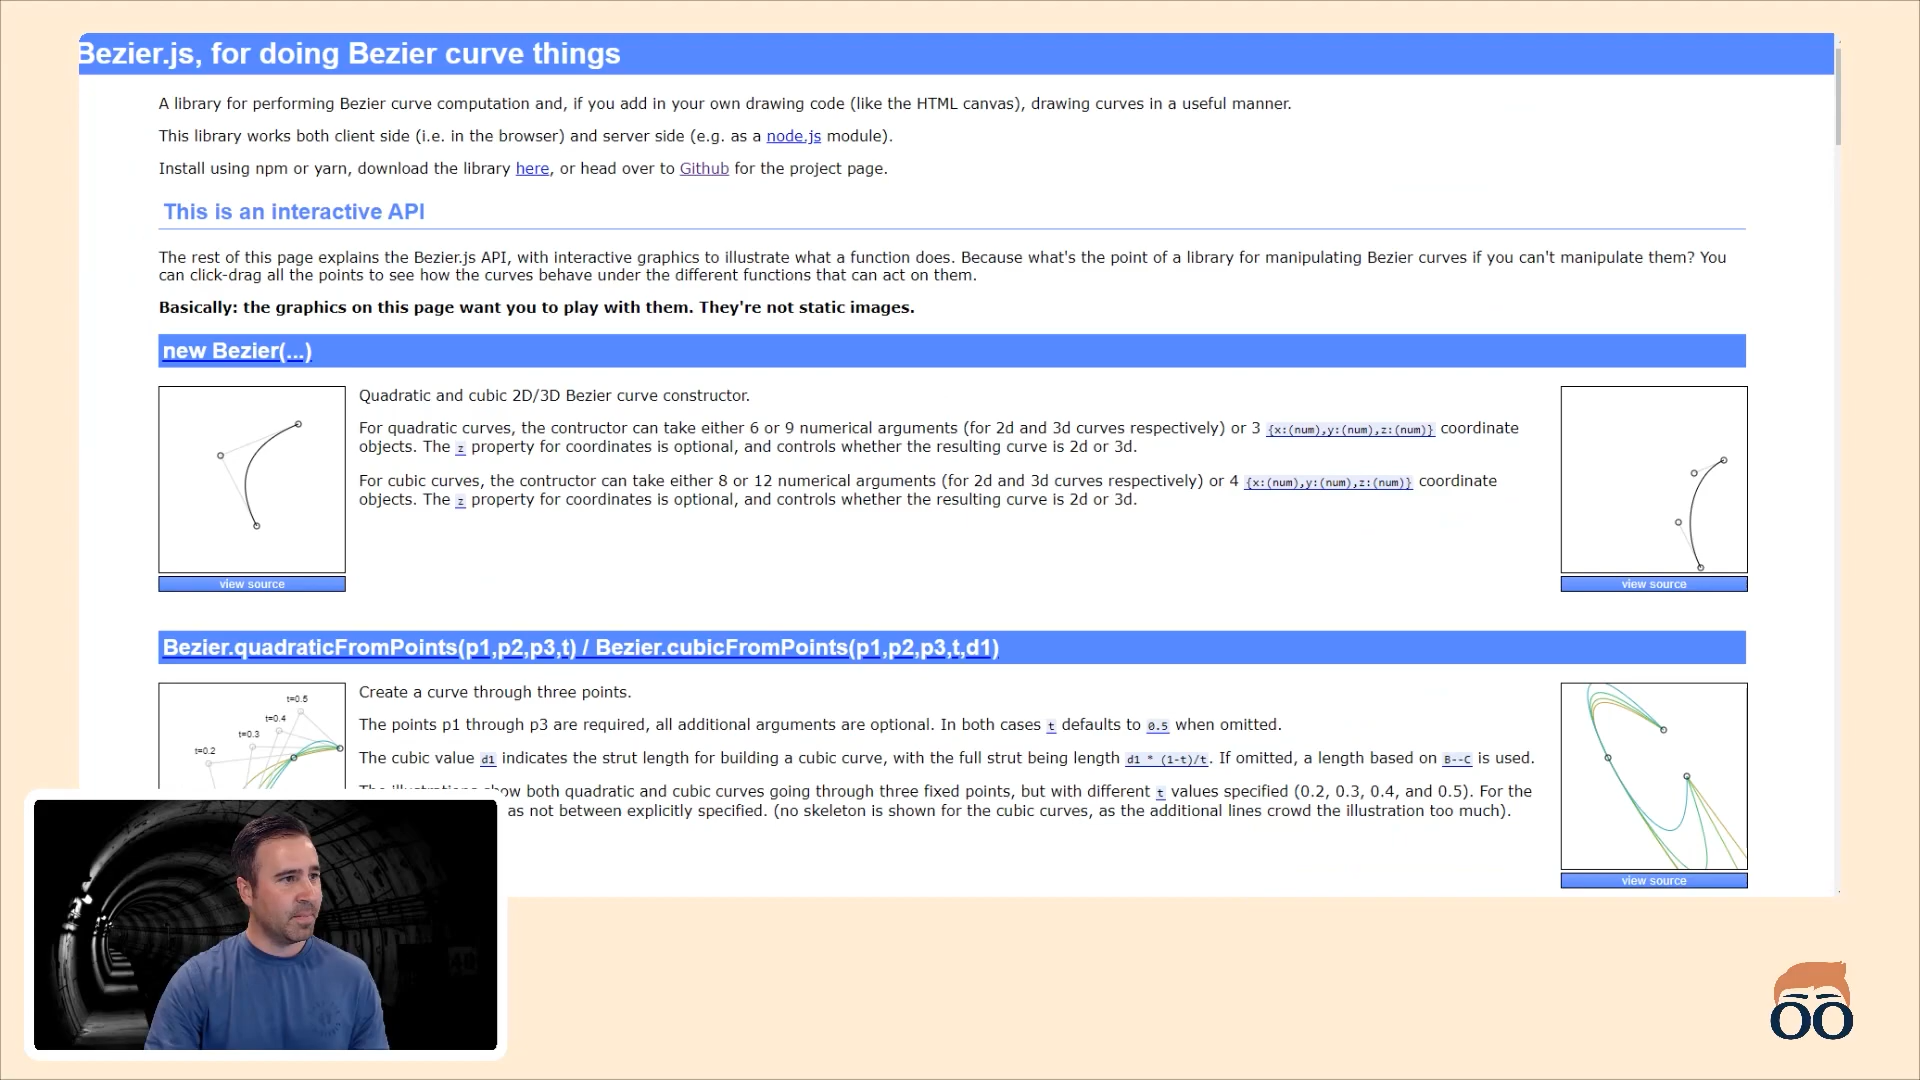 Bezier.js, for doing Bezier curve things
A library for performing Bezier curve computation and, if you add in your own drawing code (like the HTML canvas), drawing curves in a useful manner.
This library works both client side (i.e. in the browser) and server side (e.g. as a node.js module).
Install using npm or yarn, download the library here, or head over to Github for the project page.
This is an interactive API
The rest of this page explains the Bezier.js API, with interactive graphics to illustrate what a function does. Because what's the point of a library for manipulating Bezier curves if you can't manipulate them? You
can click-drag all the points to see how the curves behave under the different functions that can act on them.
Basically: the graphics on this page want you to play with them. They're not static images.
new Bezier(...)
Quadratic and cubic 2D/3D Bezier curve constructor.
For quadratic curves, the contructor can take either 6 or 9 numerical arguments (for 2d and 3d curves respectively) or 3 {x:(num),y:(num),z:(num)} coordinate
objects. The z property for coordinates is optional, and controls whether the resulting curve is 2d or 3d.
For cubic curves, the contructor can take either 8 or 12 numerical arguments (for 2d and 3d curves respectively) or 4 {x:(num),y:(num),z:(num)} coordinate
objects. The z property for coordinates is optional, and controls whether the resulting curve is 2d or 3d.
view source
view source
Bezier.quadraticFromPoints(p1,p2,p3,t) / Bezier.cubicFromPoints(p1,p2,p3,t,d1)
t=0.5
t=0.4
t=0.3
t=0.2
Create a curve through three points.
The points p1 through p3 are required, all additional arguments are optional. In both cases t defaults to 0.5 when omitted.
The cubic value d1 indicates the strut length for building a cubic curve, with the full strut being length d1 * (1-t)/t. If omitted, a length based on B--C is used.
show both quadratic and cubic curves going through three fixed points, but with different t values specified (0.2, 0.3, 0.4, and 0.5). For the
as not between explicitly specified. (no skeleton is shown for the cubic curves, as the additional lines crowd the illustration too much).
view source